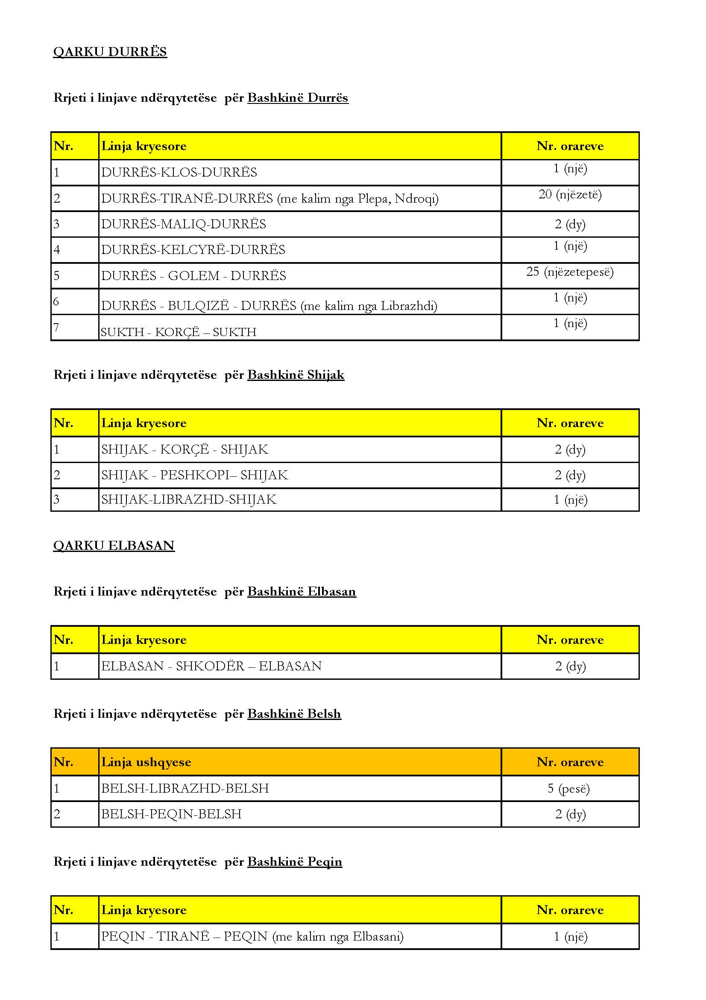 QARKU DURRËS
Rrjeti i linjave ndërqytetëse për Bashkinë Durrës
Nr. Linja kryesore Nr. orareve
1 DURRËS-KLOS-DURRËS 1 (një)
2 DURRËS-TIRANË-DURRËS (me kalim nga Plepa, Ndroqi) 20 (njëzetë)
3 DURRËS-MALIQ-DURRËS 2 (dy)
4 DURRËS-KELCYRË-DURRËS 1 (një)
5 DURRËS - GOLEM - DURRËS 25 (njëzetepesë)
6 DURRËS - BULQIZË - DURRËS (me kalim nga Librazhdi) 1 (një)
7 SUKTH - KORÇË – SUKTH 1 (një)
Rrjeti i linjave ndërqytetëse për Bashkinë Shijak
Nr. Linja kryesore Nr. orareve
1 SHIJAK - KORÇË - SHIJAK 2 (dy)
2 SHIJAK - PESHKOPI– SHIJAK 2 (dy)
3 SHIJAK-LIBRAZHD-SHIJAK 1 (një)
QARKU ELBASAN
Rrjeti i linjave ndërqytetëse për Bashkinë Elbasan
Nr. Linja kryesore Nr. orareve
1 ELBASAN - SHKODËR – ELBASAN 2 (dy)
Rrjeti i linjave ndërqytetëse për Bashkinë Belsh
Nr. Linja ushqyese Nr. orareve
1 BELSH-LIBRAZHD-BELSH 5 (pesë)
2 BELSH-PEQIN-BELSH 2 (dy)
Rrjeti i linjave ndërqytetëse për Bashkinë Peqin
Nr. Linja kryesore Nr. orareve
1 PEQIN - TIRANË – PEQIN (me kalim nga Elbasani) 1 (një)